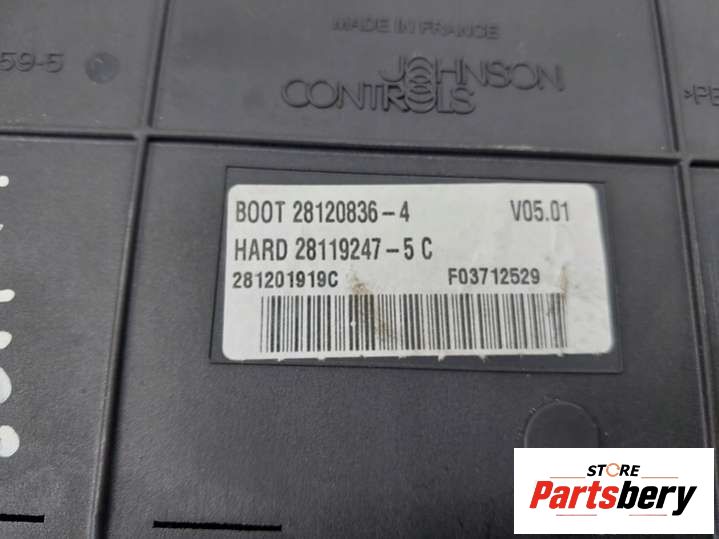 MADE IN FRANCE
59-5
JOHNSON
CONTROLS
>PB
BOOT 28120836-4 V05.01
HARD 28119247-5 C
281201919C F03712529
STORE
Partsbery